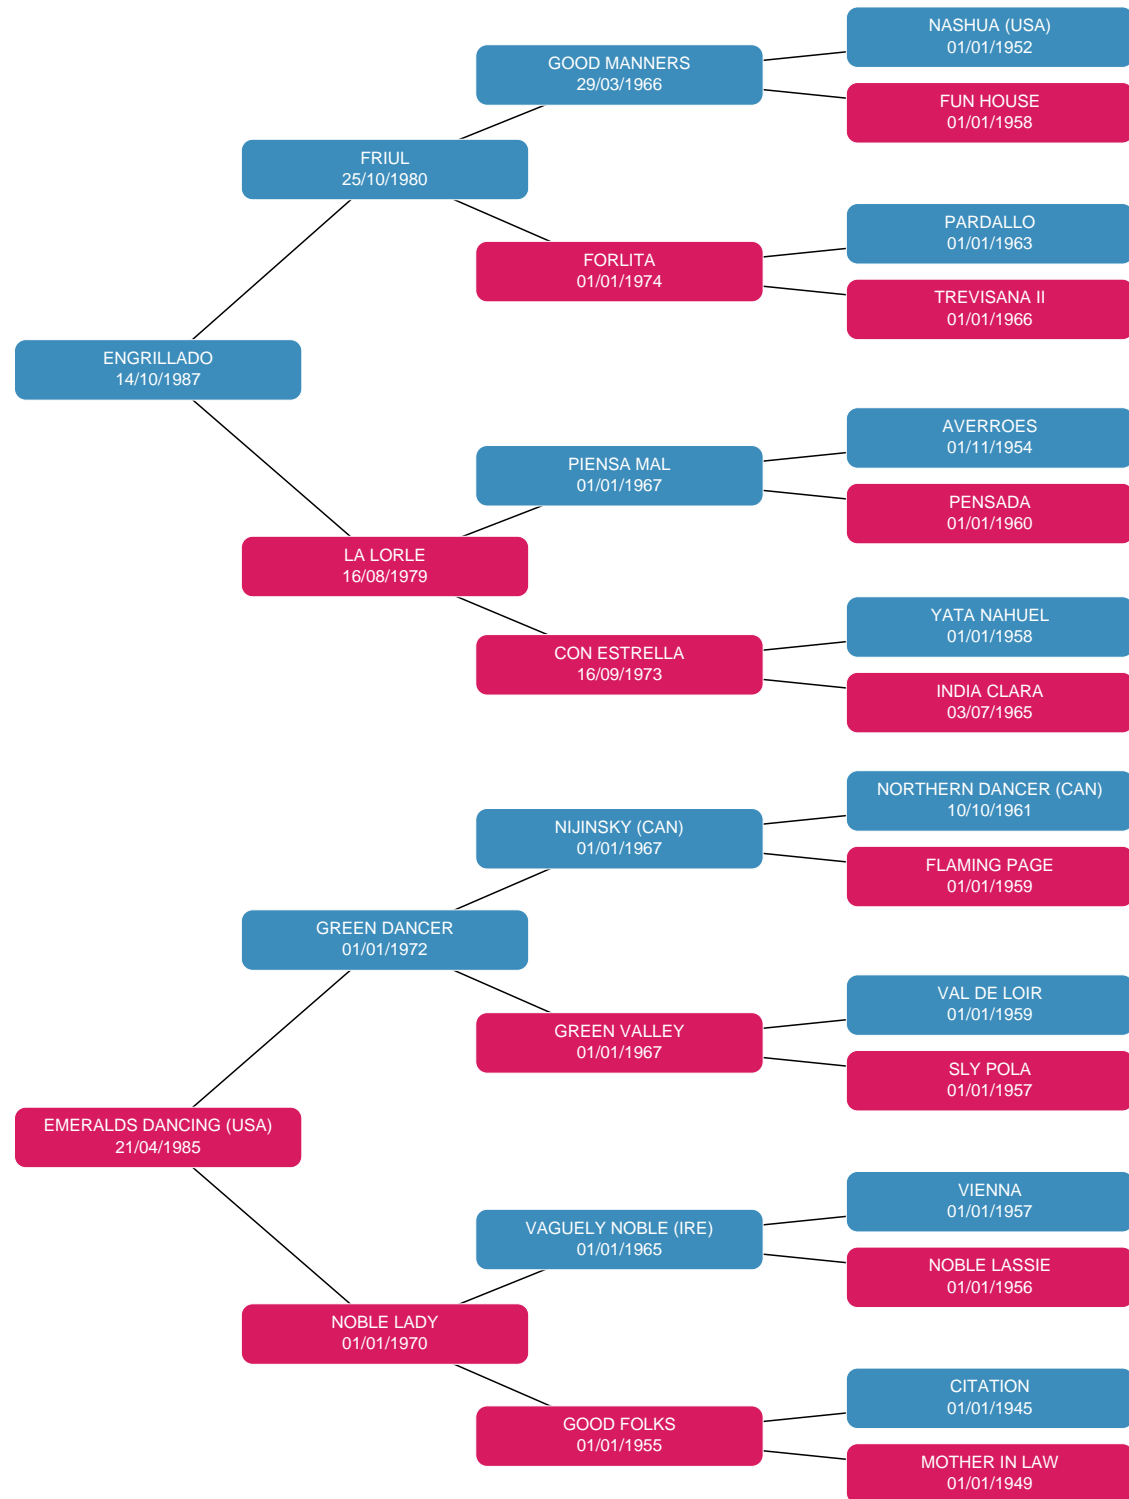 NASHUA (USA)
01/01/1952
GOOD MANNERS
29/03/1966
FUN HOUSE
01/01/1958
FRIUL
25/10/1980
PARDALLO
01/01/1963
FORLITA
01/01/1974
TREVISANA II
01/01/1966
ENGRILLADO
14/10/1987
AVERROES
01/11/1954
PIENSA MAL
01/01/1967
PENSADA
01/01/1960
LA LORLE
16/08/1979
YATA NAHUEL
01/01/1958
CON ESTRELLA
16/09/1973
INDIA CLARA
03/07/1965
NORTHERN DANCER (CAN)
10/10/1961
NIJINSKY (CAN)
01/01/1967
FLAMING PAGE
01/01/1959
GREEN DANCER
01/01/1972
VAL DE LOIR
01/01/1959
GREEN VALLEY
01/01/1967
SLY POLA
01/01/1957
EMERALDS DANCING (USA)
21/04/1985
VIENNA
01/01/1957
VAGUELY NOBLE (IRE)
01/01/1965
NOBLE LASSIE
01/01/1956
NOBLE LADY
01/01/1970
CITATION
01/01/1945
GOOD FOLKS
01/01/1955
MOTHER IN LAW
01/01/1949